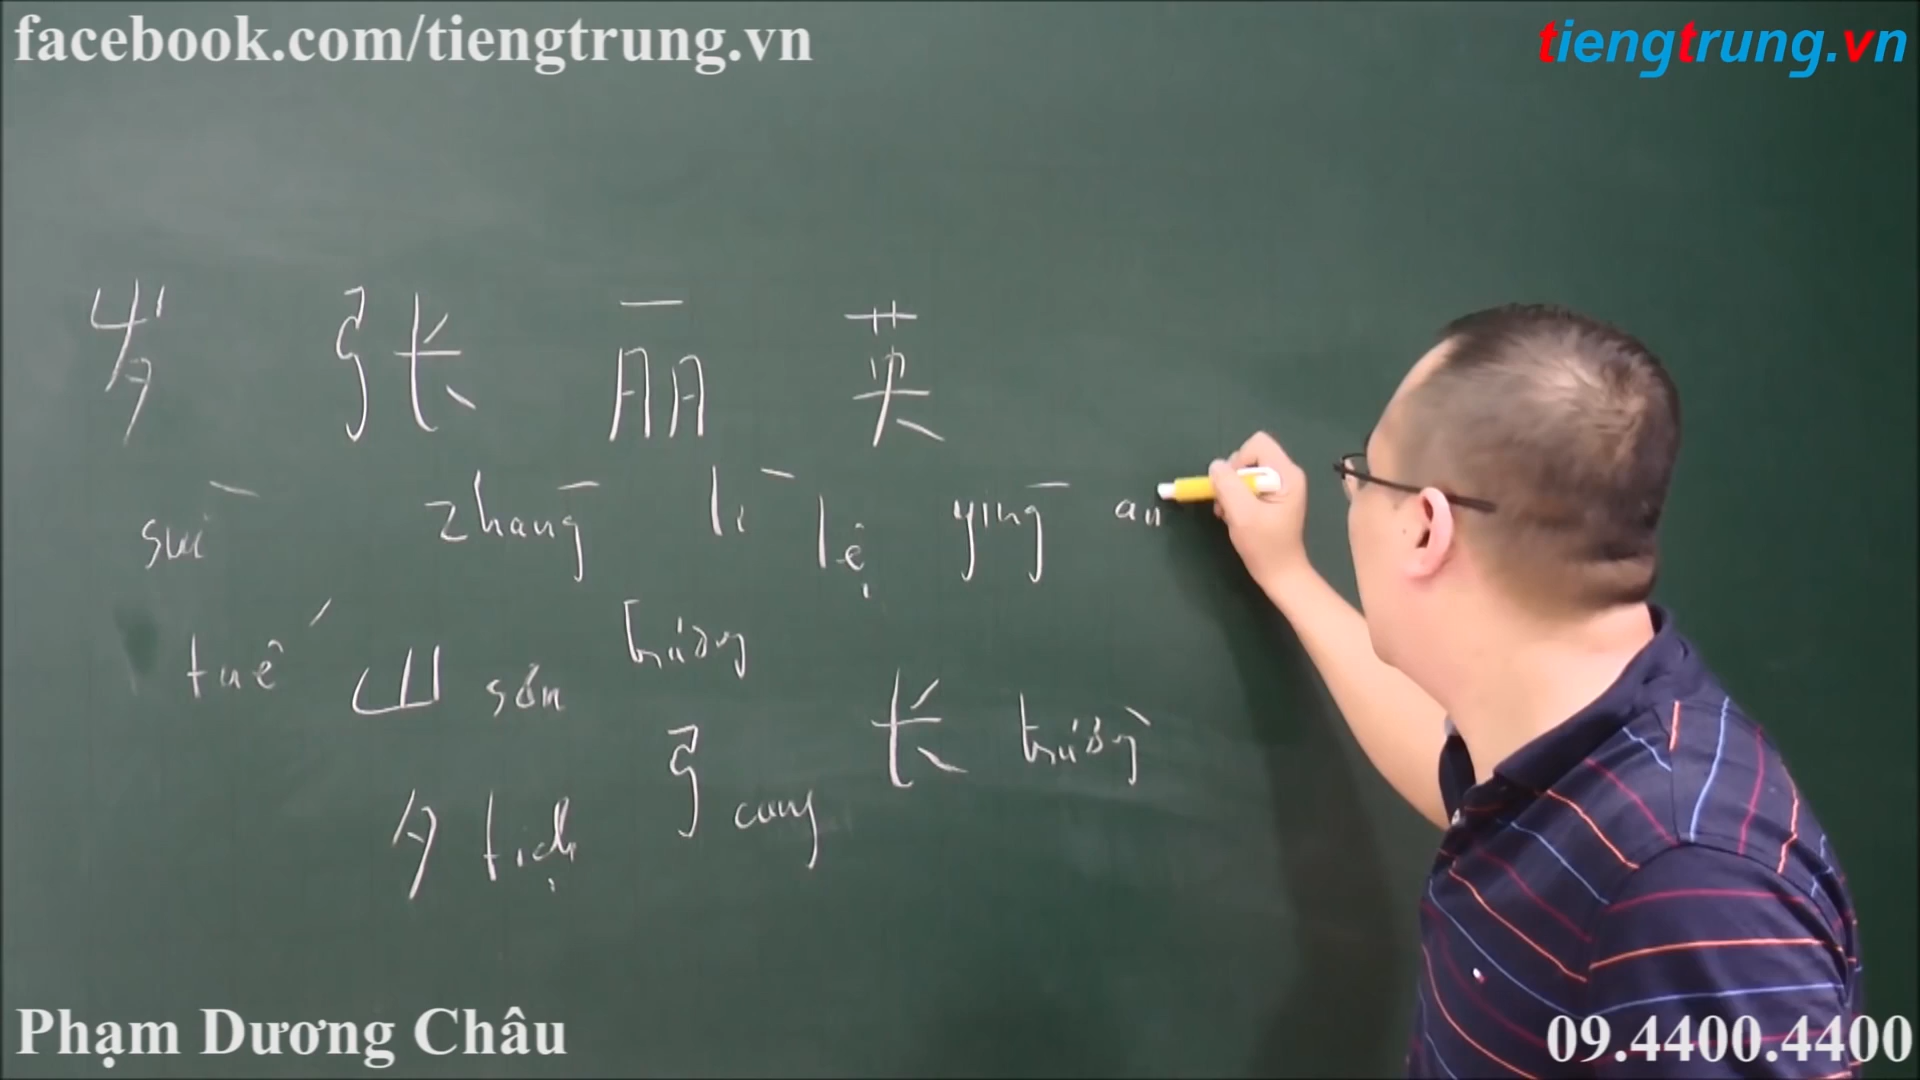 facebook.com/tiengtrung.vn
tiengtrung.vn
岁 张 丽 英
suì zhāng lì lệ yīng an
tuế 山 sơn trương
夕 tịch 弓 cung 长 trường
Phạm Dương Châu
09.4400.4400